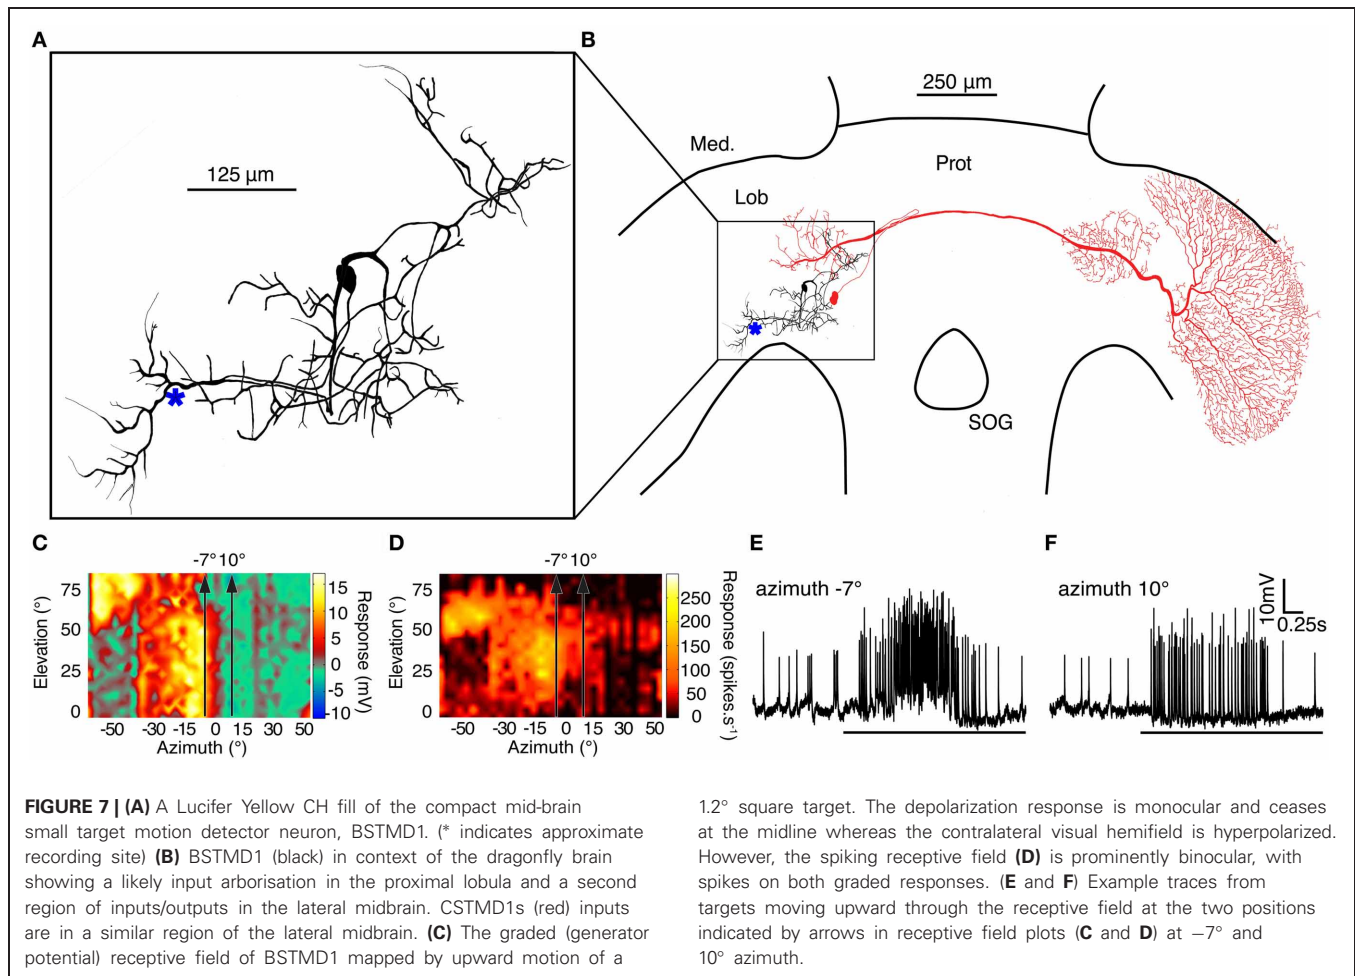 A
B
125 µm
250 µm
Med.
Lob
Prot
SOG
*
*
C
-7° 10°
75
50
25
0
Elevation (°)
-50 -30 -15 0 15 30 50
Azimuth (°)
15
10
5
0
-5
-10
Response (mV)
D
-7° 10°
75
50
25
0
Elevation (°)
-50 -30 -15 0 15 30 50
Azimuth (°)
250
200
150
100
50
0
Response (spikes.s⁻¹)
E
azimuth -7°
F
azimuth 10°
10mV
0.25s
FIGURE 7 | (A) A Lucifer Yellow CH fill of the compact mid-brain
small target motion detector neuron, BSTMD1. (* indicates approximate
recording site) (B) BSTMD1 (black) in context of the dragonfly brain
showing a likely input arborisation in the proximal lobula and a second
region of inputs/outputs in the lateral midbrain. CSTMD1s (red) inputs
are in a similar region of the lateral midbrain. (C) The graded (generator
potential) receptive field of BSTMD1 mapped by upward motion of a
1.2° square target. The depolarization response is monocular and ceases
at the midline whereas the contralateral visual hemifield is hyperpolarized.
However, the spiking receptive field (D) is prominently binocular, with
spikes on both graded responses. (E and F) Example traces from
targets moving upward through the receptive field at the two positions
indicated by arrows in receptive field plots (C and D) at −7° and
10° azimuth.